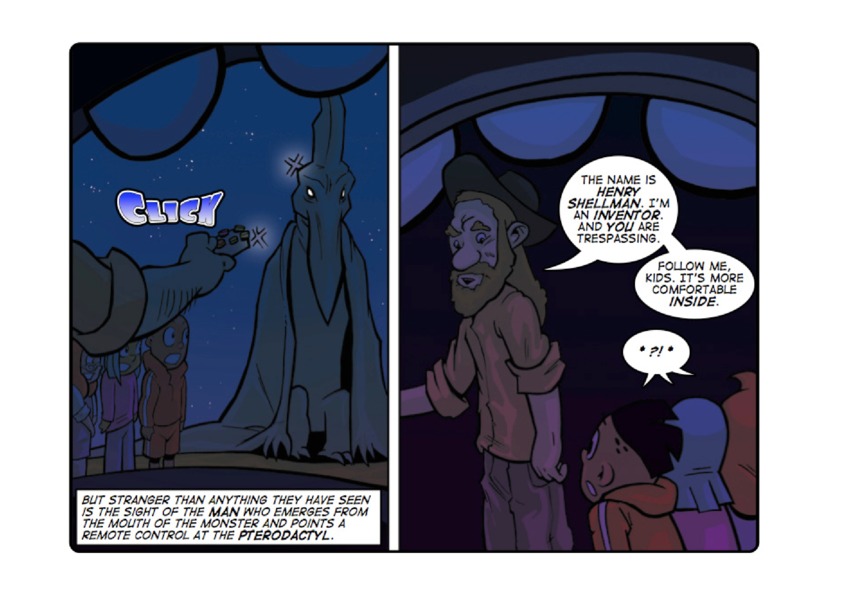 CLICK
BUT STRANGER THAN ANYTHING THEY HAVE SEEN
IS THE SIGHT OF THE MAN WHO EMERGES FROM
THE MOUTH OF THE MONSTER AND POINTS A
REMOTE CONTROL AT THE PTERODACTYL.
THE NAME IS
HENRY
SHELLMAN. I'M
AN INVENTOR.
AND YOU ARE
TRESPASSING.
FOLLOW ME,
KIDS. IT'S MORE
COMFORTABLE
INSIDE.
* ?! *